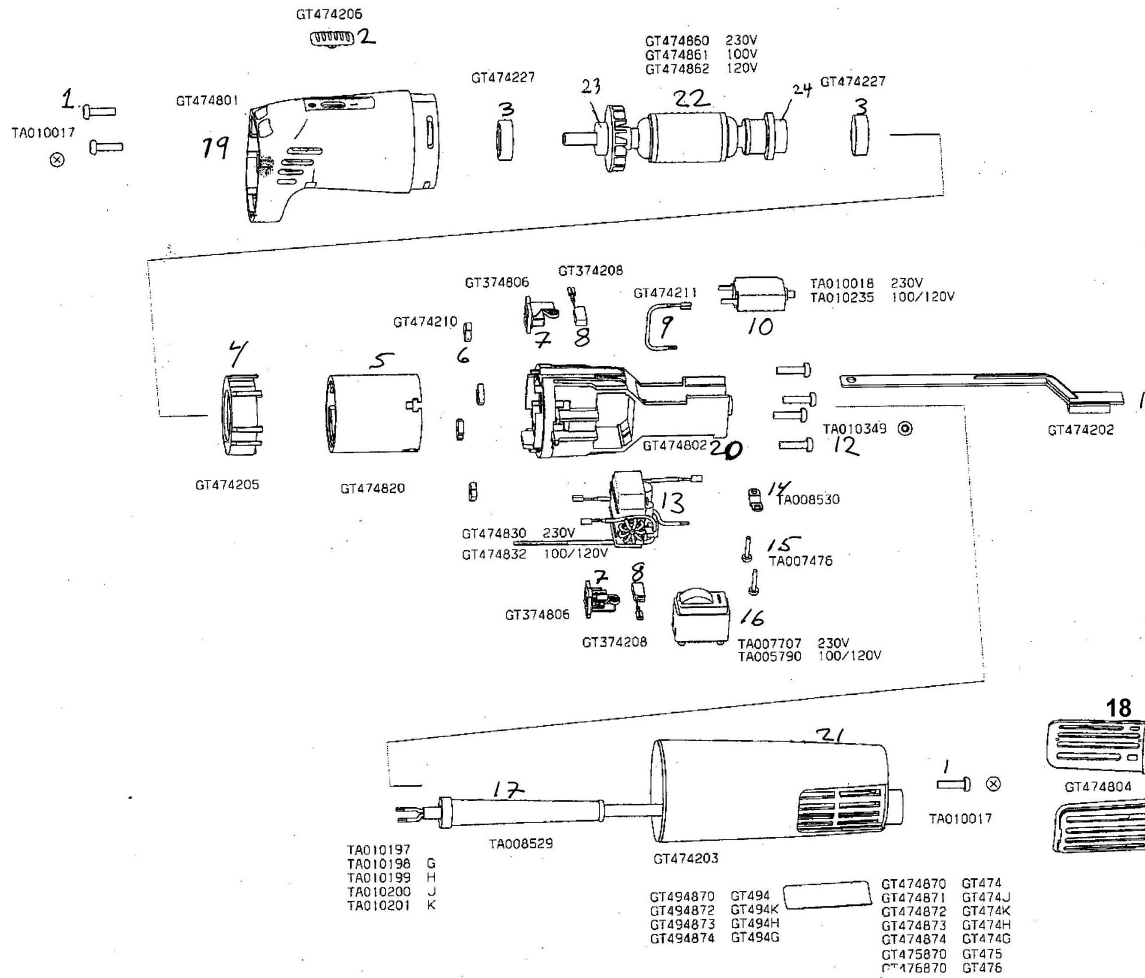 GT474206
2
GT474860 230V
GT474861 100V
GT474862 120V
1
GT474801
TA010017
19
GT474227
3
23
22
24
GT474227
3
GT374806
GT374208
7
8
GT474211
9
10
TA010018 230V
TA010235 100/120V
GT474210
6
4
5
GT474205
GT474820
GT474802
20
TA010349
12
GT474202
1
13
14
TA008530
GT474830 230V
GT474832 100/120V
15
TA007476
7
8
GT374806
GT374208
16
TA007707 230V
TA005790 100/120V
18
GT474804
17
21
1
TA010017
TA008529
GT474203
TA010197
TA010198 G
TA010199 H
TA010200 J
TA010201 K
GT494870 GT494
GT494872 GT494K
GT494873 GT494H
GT494874 GT494G
GT474870 GT474
GT474871 GT474J
GT474872 GT474K
GT474873 GT474H
GT474874 GT474G
GT475870 GT475
GT476870 GT476